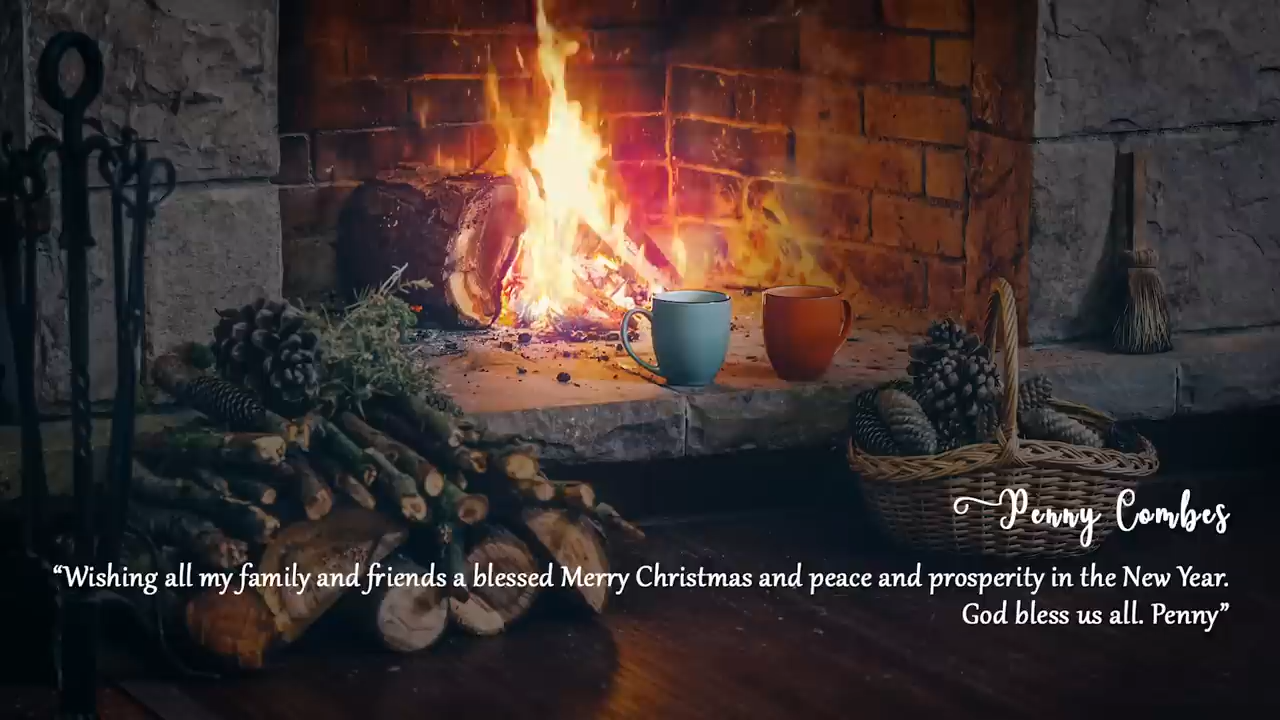 Penny Combes
“Wishing all my family and friends a blessed Merry Christmas and peace and prosperity in the New Year.
God bless us all. Penny”